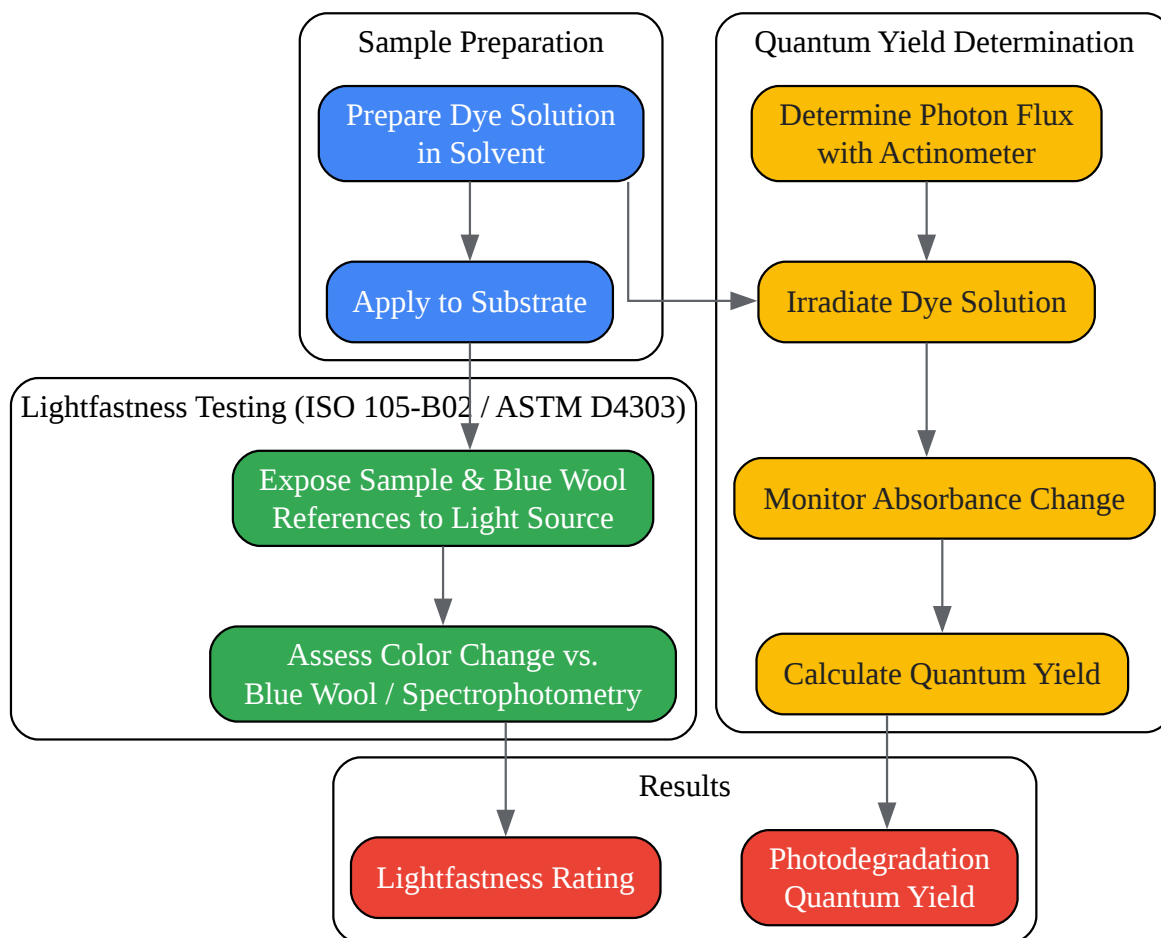 Sample Preparation
Prepare Dye Solution
in Solvent
Apply to Substrate
Quantum Yield Determination
Determine Photon Flux
with Actinometer
Irradiate Dye Solution
Monitor Absorbance Change
Calculate Quantum Yield
Lightfastness Testing (ISO 105-B02 / ASTM D4303)
Expose Sample & Blue Wool
References to Light Source
Assess Color Change vs.
Blue Wool / Spectrophotometry
Results
Lightfastness Rating
Photodegradation
Quantum Yield